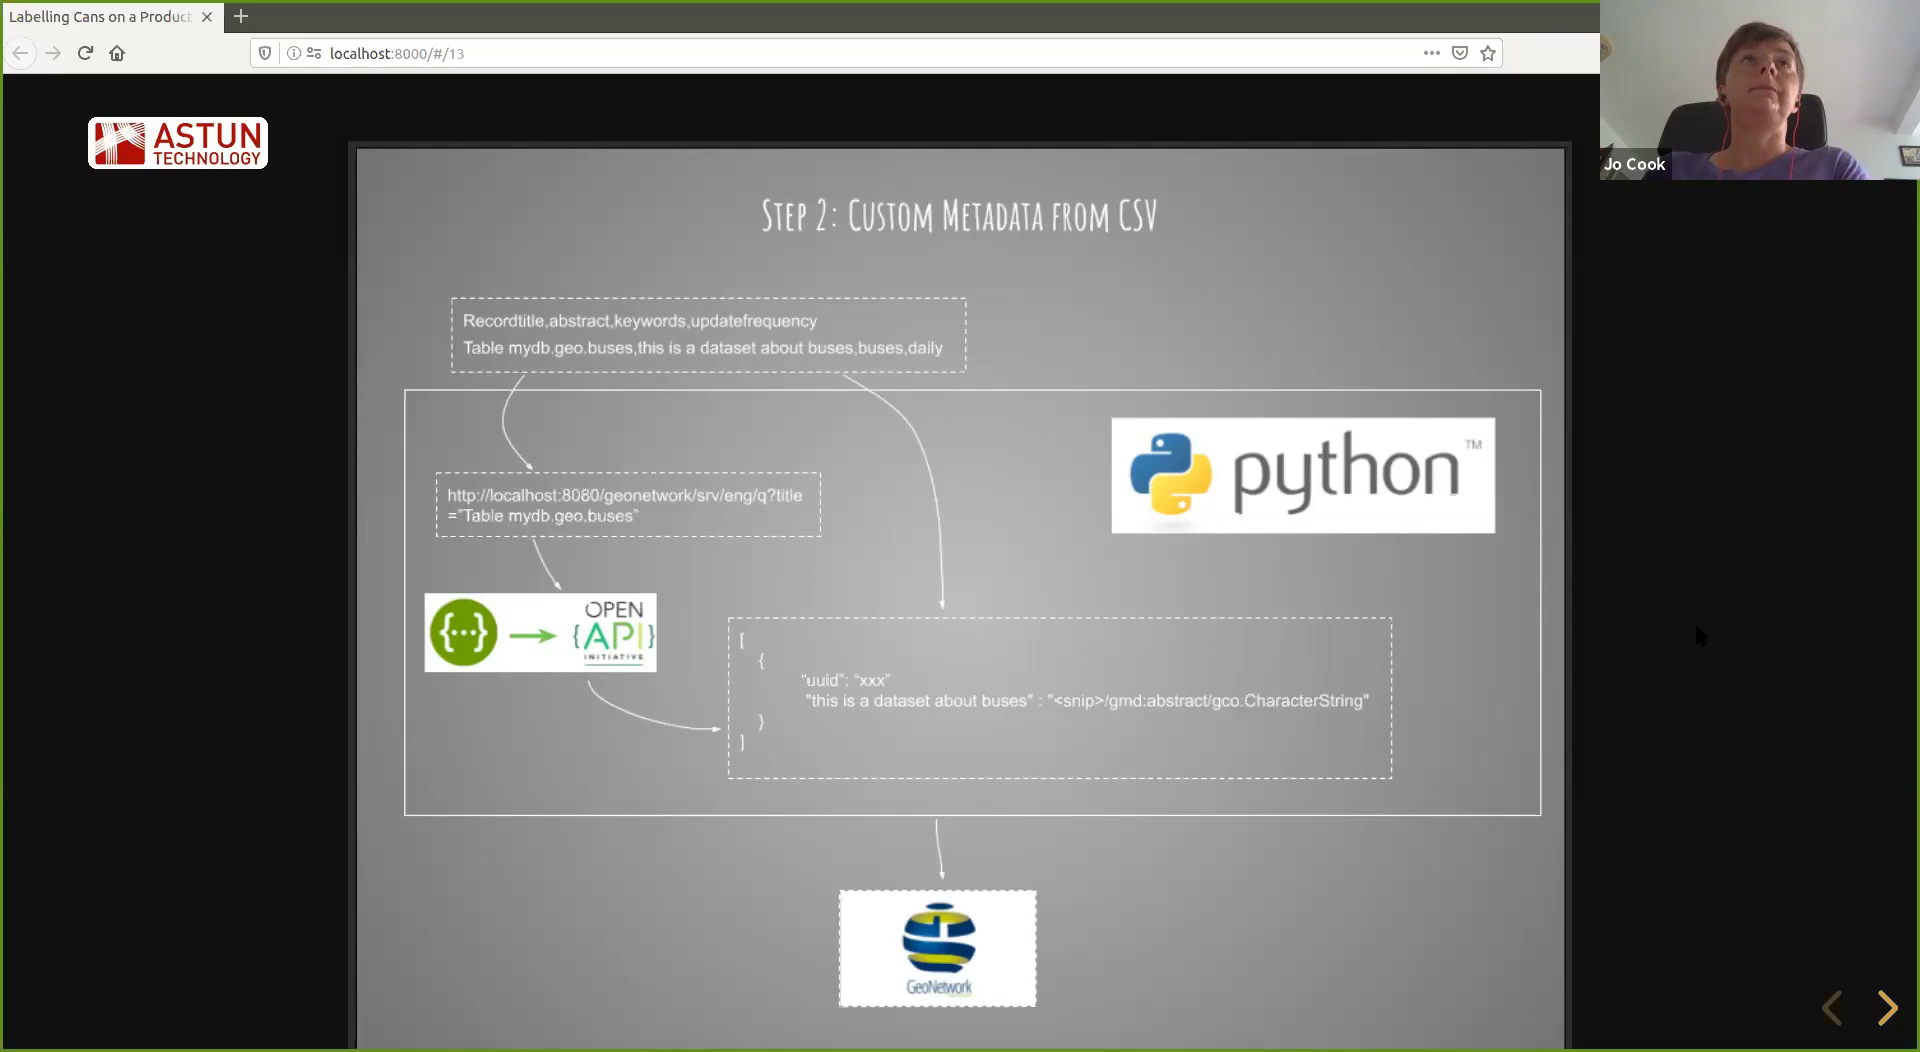 Labelling Cans on a Product
localhost:8000/#/13
ASTUN
TECHNOLOGY
Jo Cook
Step 2: Custom Metadata from CSV
Recordtitle,abstract,keywords,updatefrequency
Table mydb.geo.buses,this is a dataset about buses,buses,daily
python TM
http://localhost:8080/geonetwork/srv/eng/q?title
="Table mydb.geo.buses"
{...}
OPEN
{API}
INITIATIVE
[
{
"uuid": "xxx"
"this is a dataset about buses" : "<snip>/gmd:abstract/gco:CharacterString"
}
]
GeoNetwork